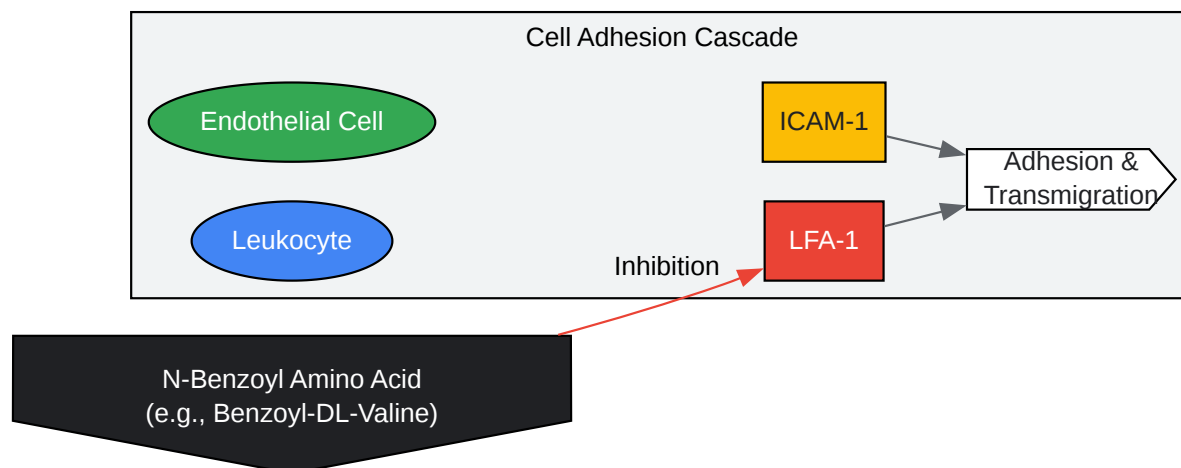 Cell Adhesion Cascade
Endothelial Cell
ICAM-1
Adhesion &
Transmigration
Leukocyte
LFA-1
Inhibition
N-Benzoyl Amino Acid
(e.g., Benzoyl-DL-Valine)